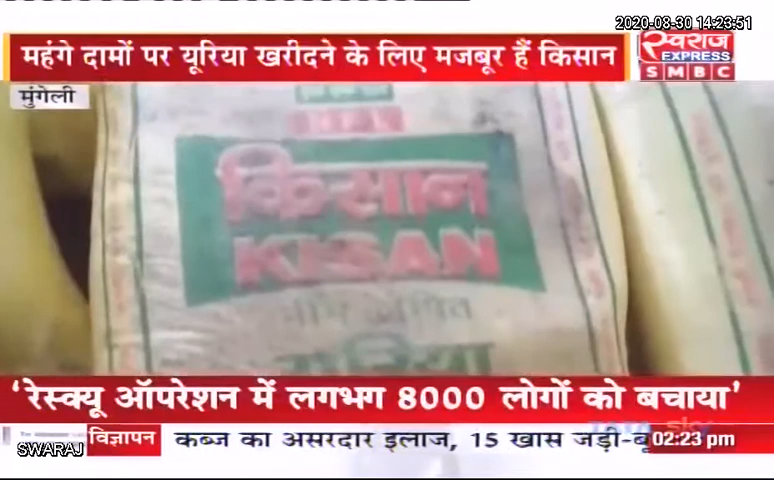 2020-08-30 14:23:51
महंगे दामों पर यूरिया खरीदने के लिए मजबूर हैं किसान
स्वराज
EXPRESS
SMBC
मुंगेली
किसान
KISAN
यूरिया
‘रेस्क्यू ऑपरेशन में लगभग 8000 लोगों को बचाया’
विज्ञापन
कब्ज का असरदार इलाज, 15 खास जड़ी-बू
02:23 pm
SWARAJ